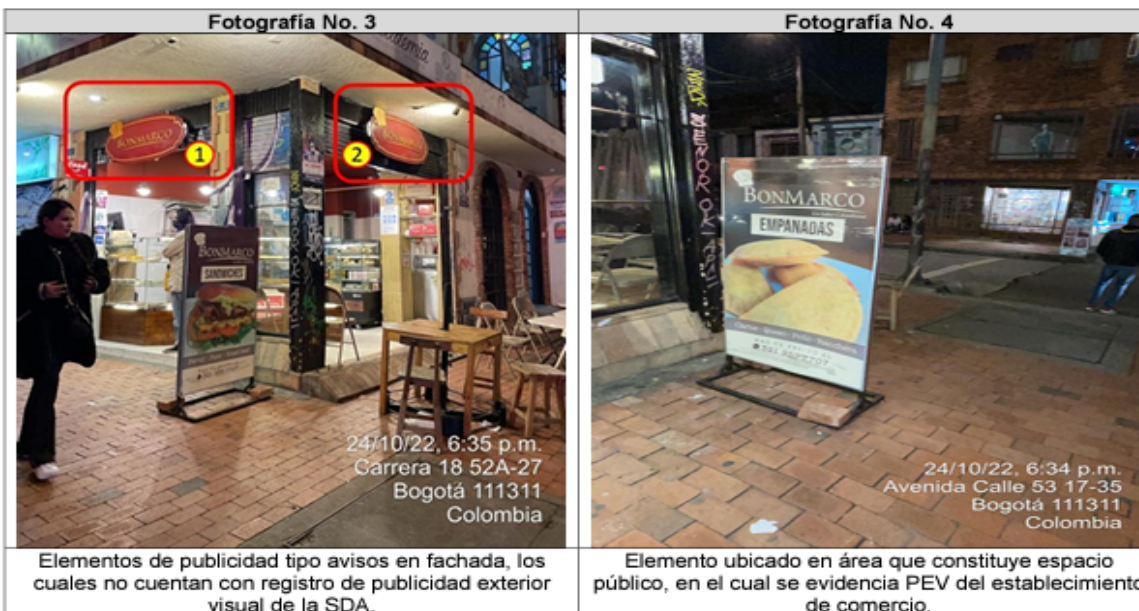 Fotografía No. 3
Fotografía No. 4
BONMARCO
1
BONMARCO
2
BONMARCO
SANDWICHES
24/10/22, 6:35 p.m.
Carrera 18 52A-27
Bogotá 111311
Colombia
BONMARCO
EMPANADAS
24/10/22, 6:34 p.m.
Avenida Calle 53 17-35
Bogotá 111311
Colombia
Elementos de publicidad tipo avisos en fachada, los
cuales no cuentan con registro de publicidad exterior
visual de la SDA.
Elemento ubicado en área que constituye espacio
público, en el cual se evidencia PEV del establecimiento
de comercio.